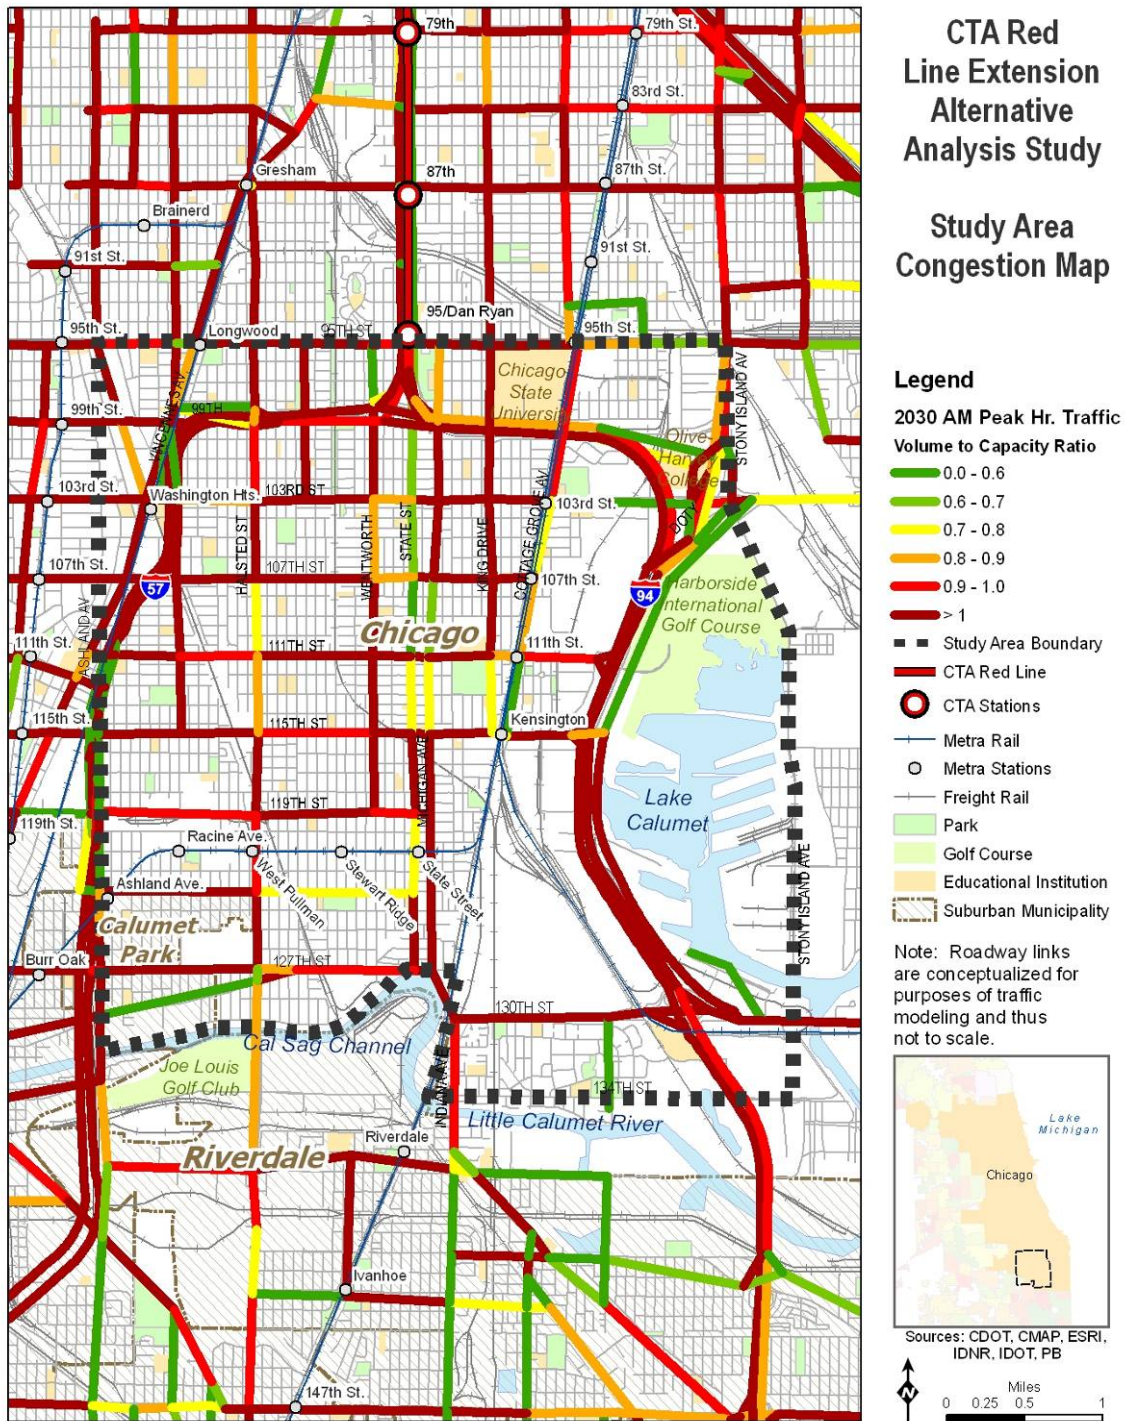 CTA Red
Line Extension
Alternative
Analysis Study
Study Area
Congestion Map
Legend
2030 AM Peak Hr. Traffic
Volume to Capacity Ratio
0.0 - 0.6
0.6 - 0.7
0.7 - 0.8
0.8 - 0.9
0.9 - 1.0
> 1
Study Area Boundary
CTA Red Line
CTA Stations
Metra Rail
Metra Stations
Freight Rail
Park
Golf Course
Educational Institution
Suburban Municipality
Note: Roadway links
are conceptualized for
purposes of traffic
modeling and thus
not to scale.
Lake
Michigan
Chicago
Sources: CDOT, CMAP, ESRI,
IDNR, IDOT, PB
N
Miles
0 0.25 0.5 1
79th
79th St.
83rd St.
Gresham
87th
87th St.
Brainerd
91st St.
91st St.
95/Dan Ryan
95th St.
Longwood
95TH ST
95th St.
Chicago
State
Universi
STONY ISLAND AV
VINCENNES AV
99th St.
99TH
Olive-
Harvey
College
103rd St.
Washington Hts.
103RD ST
103rd St.
HALSTED ST
WENTWORTH
STATE ST
KING DRIVE
COTTAGE GROVE AV
DOTY
107th St.
107TH ST
107th St.
57
94
Harborside
International
Golf Course
ASHLAND AV
Chicago
111th St.
111TH ST
111th St.
115th St.
115TH ST
Kensington
MICHIGAN AVE
119th St.
119TH ST
Lake
Calumet
Racine Ave.
West Pullman
Stewart Ridge
State Street
STONY ISLAND AVE
Ashland Ave.
Calumet
Park
Burr Oak
127TH ST
130TH ST
Cal Sag Channel
Joe Louis
Golf Club
INDIANA AVE
134TH ST
Little Calumet River
Riverdale
Riverdale
Ivanhoe
147th St.